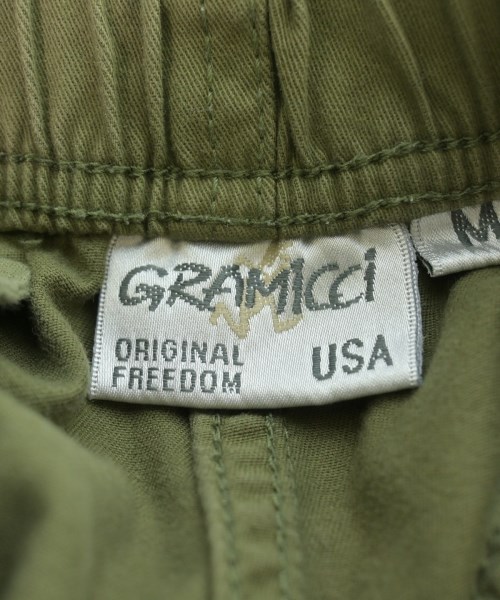 GRAMICCi
ORIGINAL
FREEDOM
USA
M